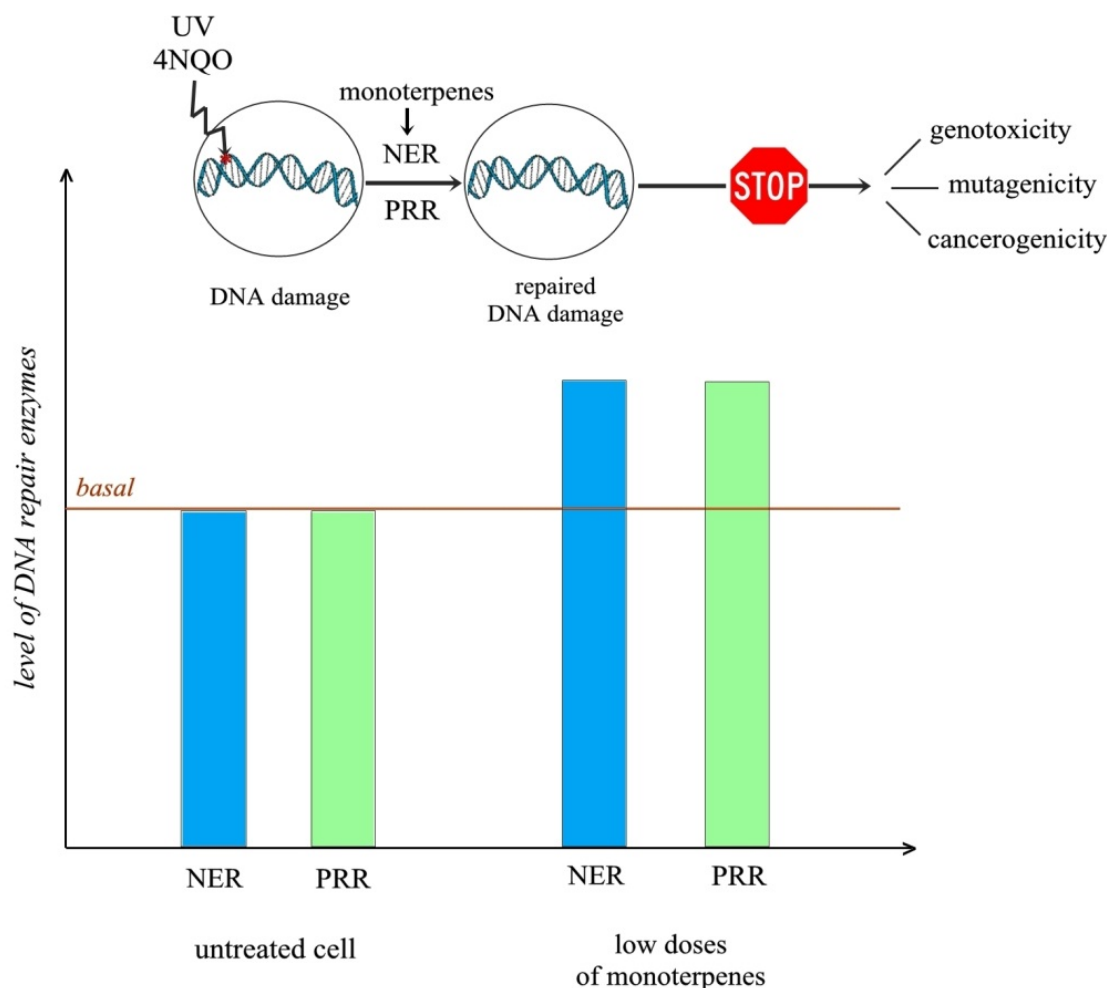 UV
4NQO
monoterpenes
NER
PRR
DNA damage
repaired
DNA damage
STOP
genotoxicity
mutagenicity
cancerogenicity
level of DNA repair enzymes
basal
NER
PRR
NER
PRR
untreated cell
low doses
of monoterpenes